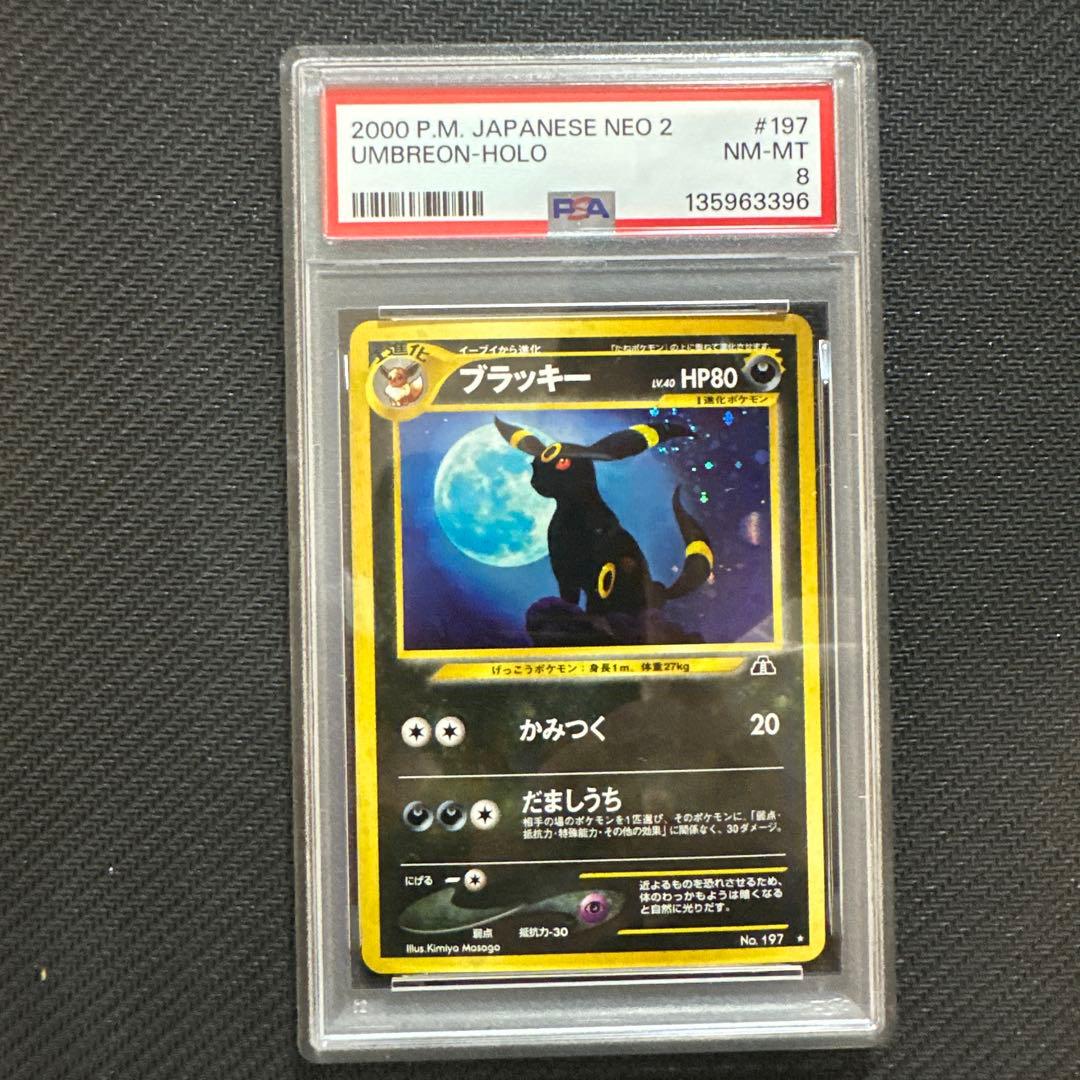 2000 P.M. JAPANESE NEO 2 #197
UMBREON-HOLO NM-MT
8
PSA 135963396
イーブイから進化 「たねポケモン」の上に重ねて進化させます。
進化
ブラッキー LV.40 HP80
1進化ポケモン
げっこうポケモン:身長1m、体重27kg
かみつく 20
だましうち
相手の場のポケモンを1匹選び、そのポケモンに、「弱点・
抵抗力・特殊能力・その他の効果」に関係なく、30ダメージ。
にげる
近よるものを恐れさせるため、
体のわっかもようは暗くなる
と自然に光りだす。
弱点 抵抗力-30
Illus.Kimiya Masago No. 197 ★